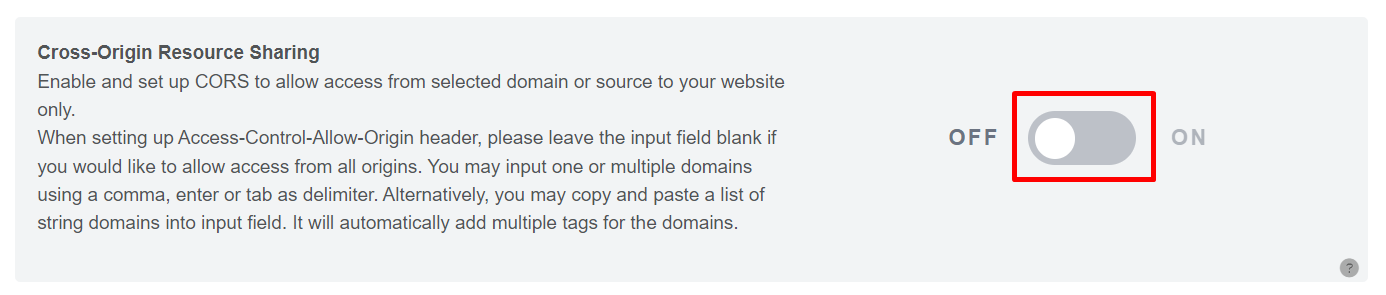 Cross-Origin Resource Sharing
Enable and set up CORS to allow access from selected domain or source to your website
only.
When setting up Access-Control-Allow-Origin header, please leave the input field blank if
you would like to allow access from all origins. You may input one or multiple domains
using a comma, enter or tab as delimiter. Alternatively, you may copy and paste a list of
string domains into input field. It will automatically add multiple tags for the domains.
OFF ON
?